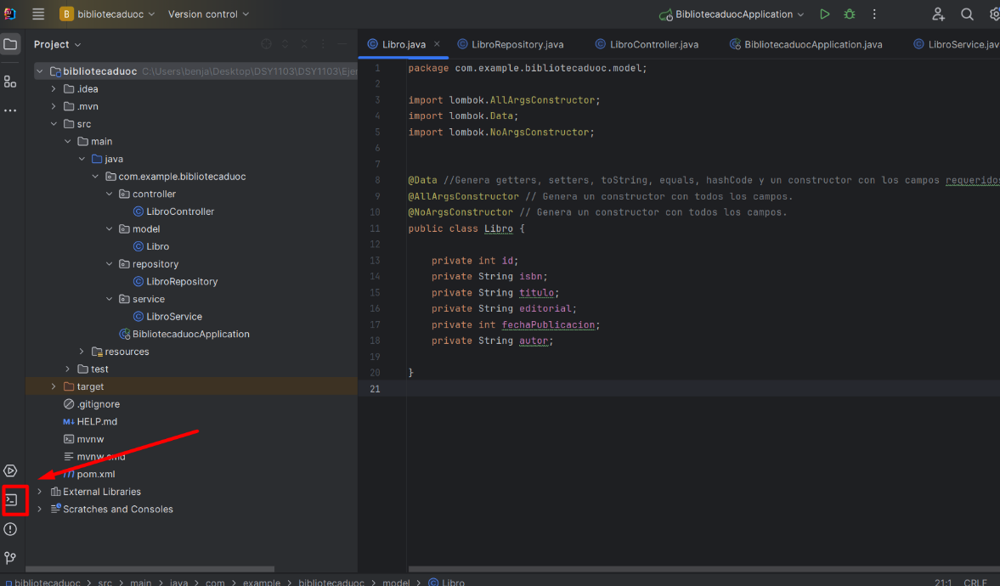 B bibliotecaduoc Version control BibliotecaduocApplication
Project
Libro.java LibroRepository.java LibroController.java BibliotecaduocApplication.java LibroService.jav
bibliotecaduoc C:\Users\benja\Desktop\DSY1103\DSY1103\Ejer
.idea
.mvn
src
main
java
com.example.bibliotecaduoc
controller
LibroController
model
Libro
repository
LibroRepository
service
LibroService
BibliotecaduocApplication
resources
test
target
.gitignore
HELP.md
mvnw
mvnw.cmd
pom.xml
External Libraries
Scratches and Consoles
1 package com.example.bibliotecaduoc.model;
2
3 import lombok.AllArgsConstructor;
4 import lombok.Data;
5 import lombok.NoArgsConstructor;
6
7
8 @Data //Genera getters, setters, toString, equals, hashCode y un constructor con los campos requeridos
9 @AllArgsConstructor // Genera un constructor con todos los campos.
10 @NoArgsConstructor // Genera un constructor con todos los campos.
11 public class Libro {
12
13 private int id;
14 private String isbn;
15 private String titulo;
16 private String editorial;
17 private int fechaPublicacion;
18 private String autor;
19
20 }
21
bibliotecaduoc > src > main > java > com > example > bibliotecaduoc > model > Libro 21:1 CRLF